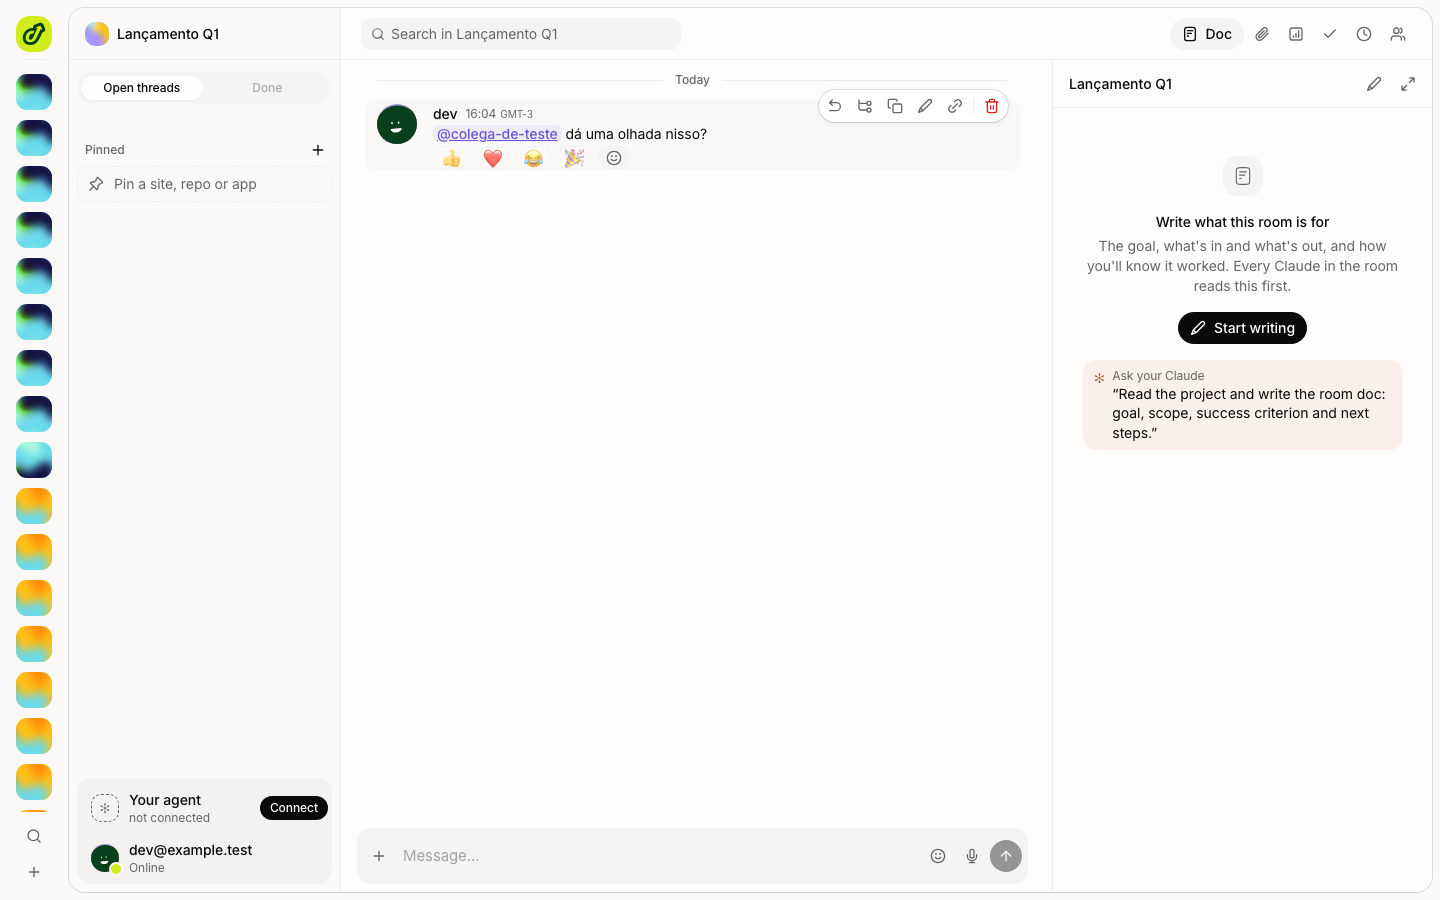 Lançamento Q1
Search in Lançamento Q1
Doc
Open threads
Done
Pinned
Pin a site, repo or app
Today
dev 16:04 GMT-3
@colega-de-teste dá uma olhada nisso?
Lançamento Q1
Write what this room is for
The goal, what's in and what's out, and how
you'll know it worked. Every Claude in the room
reads this first.
Start writing
Ask your Claude
“Read the project and write the room doc:
goal, scope, success criterion and next
steps.”
Your agent
not connected
Connect
dev@example.test
Online
Message...